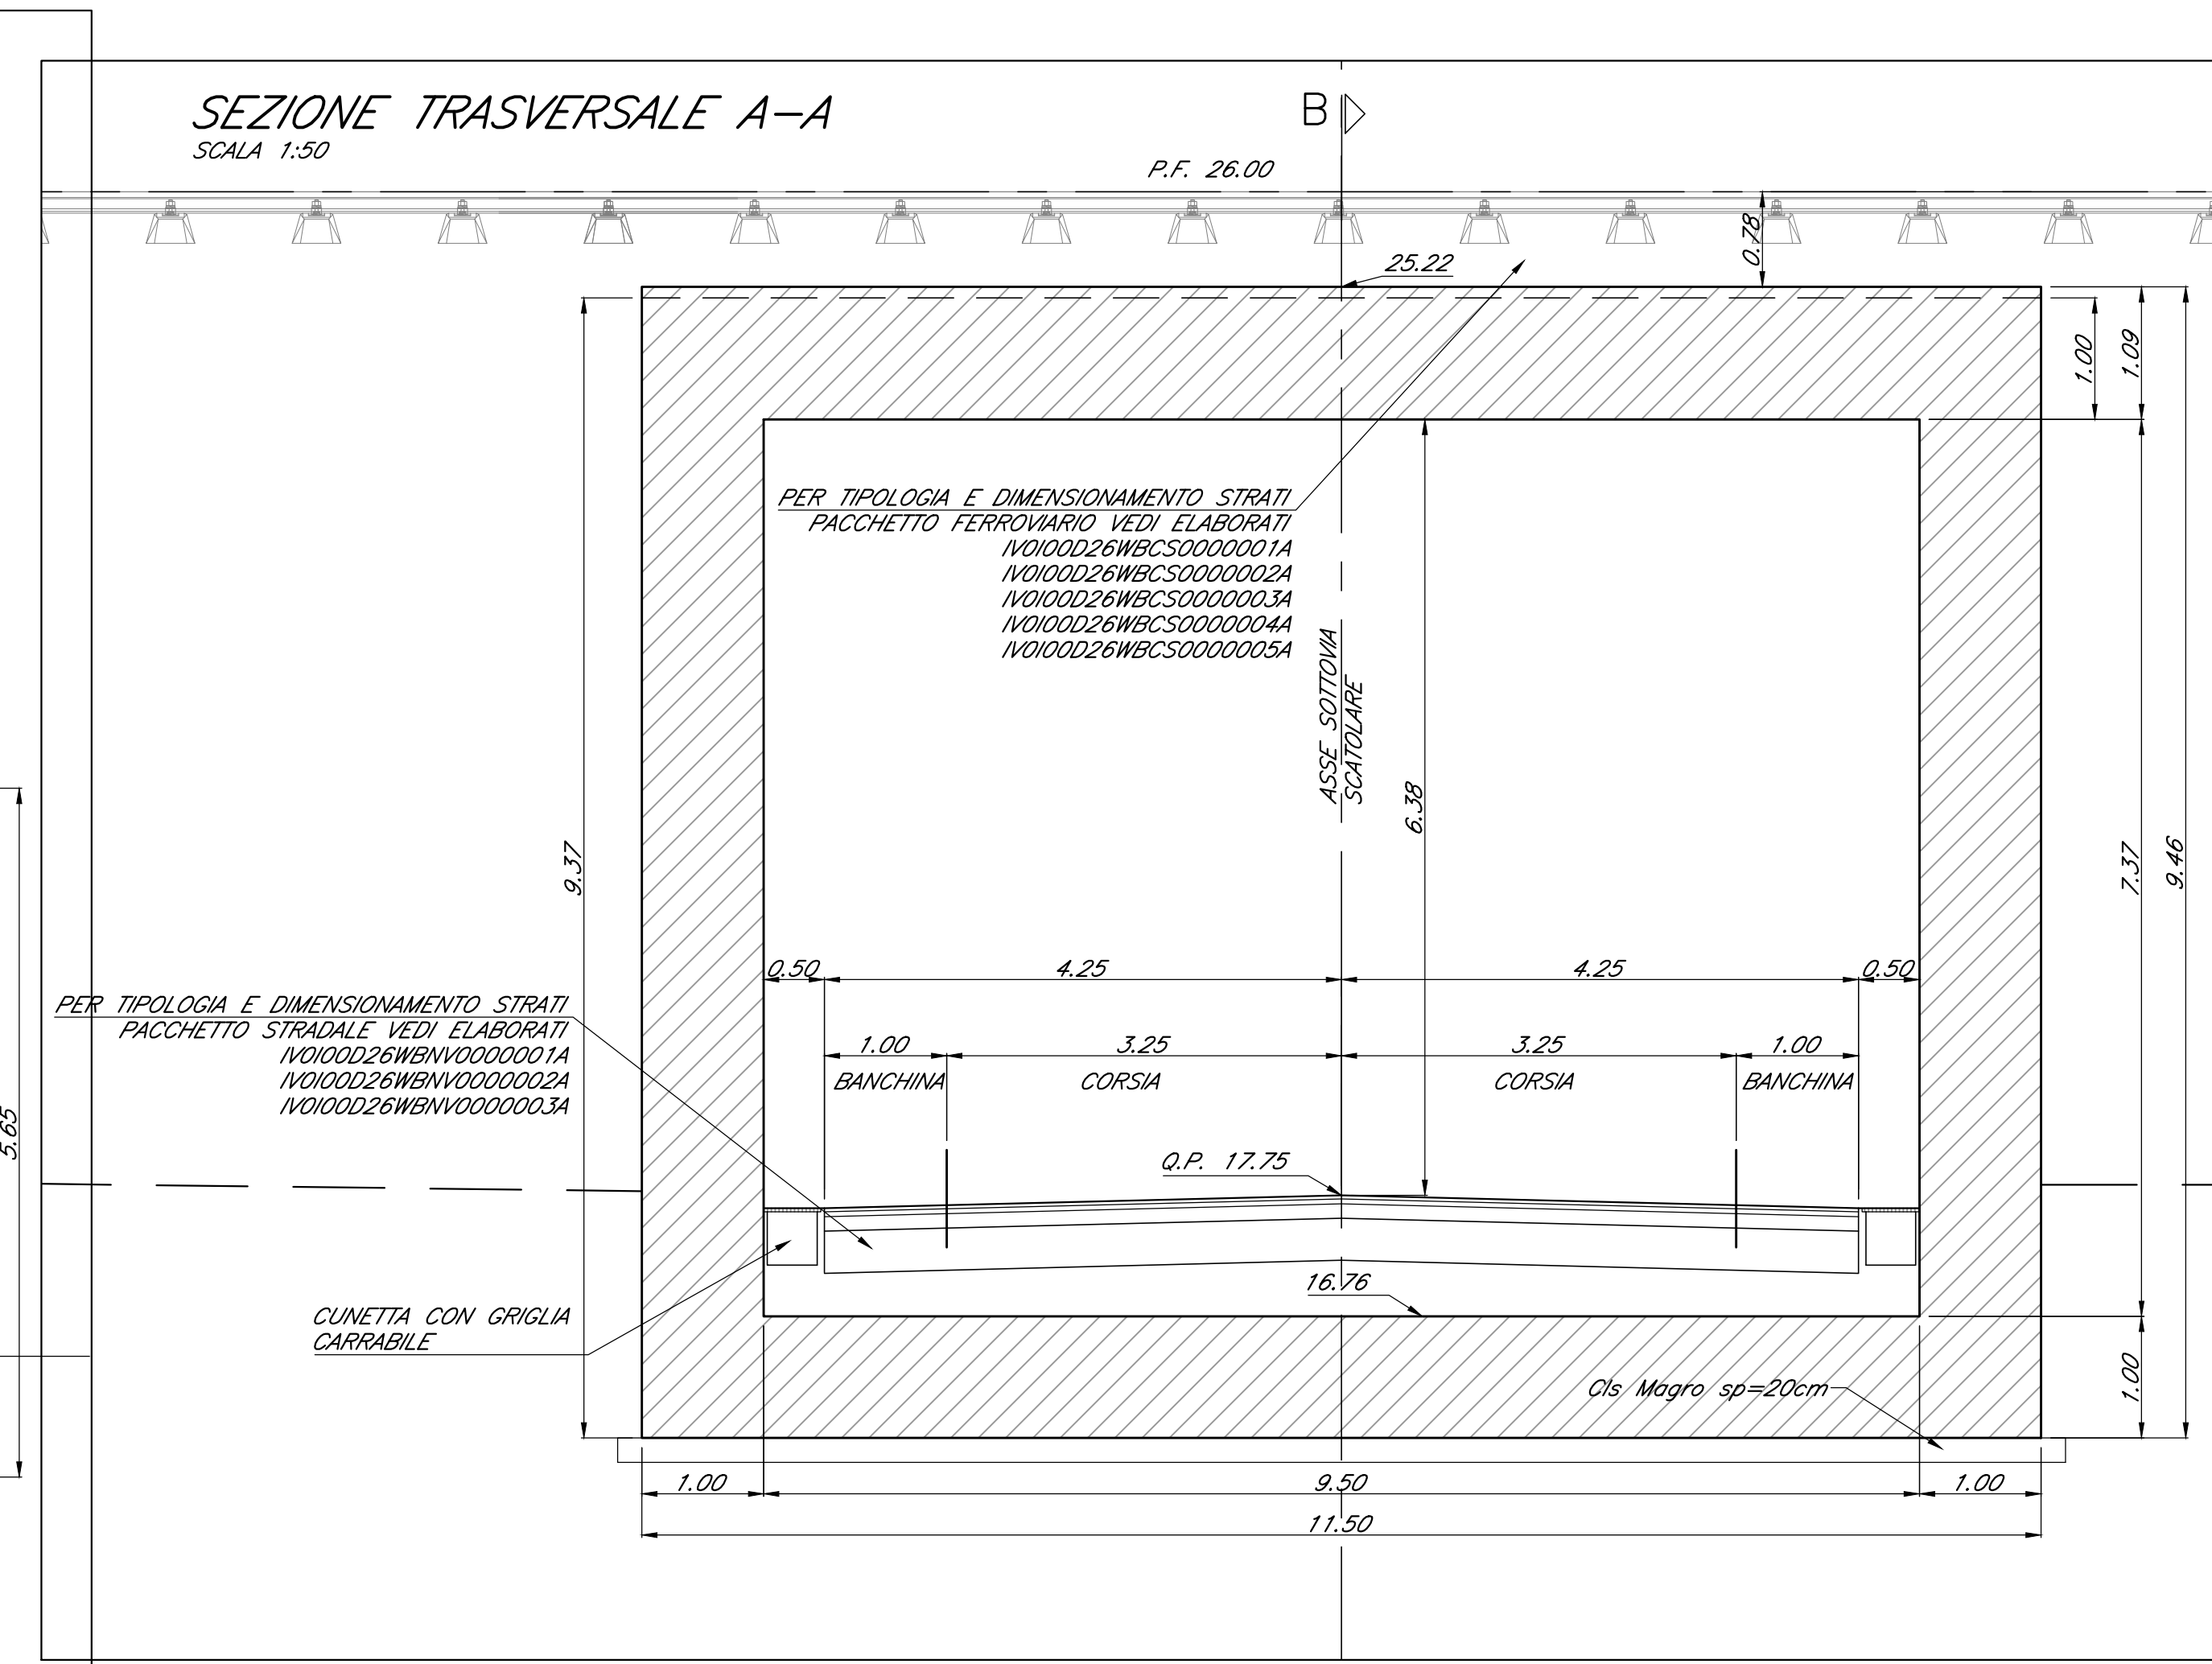 SEZIONE TRASVERSALE A-A
SCALA 1:50
B
P.F. 26.00
0.78
25.22
1.00
1.09
PER TIPOLOGIA E DIMENSIONAMENTO STRATI
PACCHETTO FERROVIARIO VEDI ELABORATI
IV0I00D26WBCS0000001A
IV0I00D26WBCS0000002A
IV0I00D26WBCS0000003A
IV0I00D26WBCS0000004A
IV0I00D26WBCS0000005A
ASSE SOTTOVIA
SCATOLARE
6.38
9.37
7.37
9.46
0.50
4.25
4.25
0.50
PER TIPOLOGIA E DIMENSIONAMENTO STRATI
PACCHETTO STRADALE VEDI ELABORATI
IV0I00D26WBNV0000001A
IV0I00D26WBNV0000002A
IV0I00D26WBNV0000003A
1.00
3.25
3.25
1.00
BANCHINA
CORSIA
CORSIA
BANCHINA
5.65
Q.P. 17.75
16.76
CUNETTA CON GRIGLIA
CARRABILE
Cls Magro sp=20cm
1.00
1.00
9.50
1.00
11.50